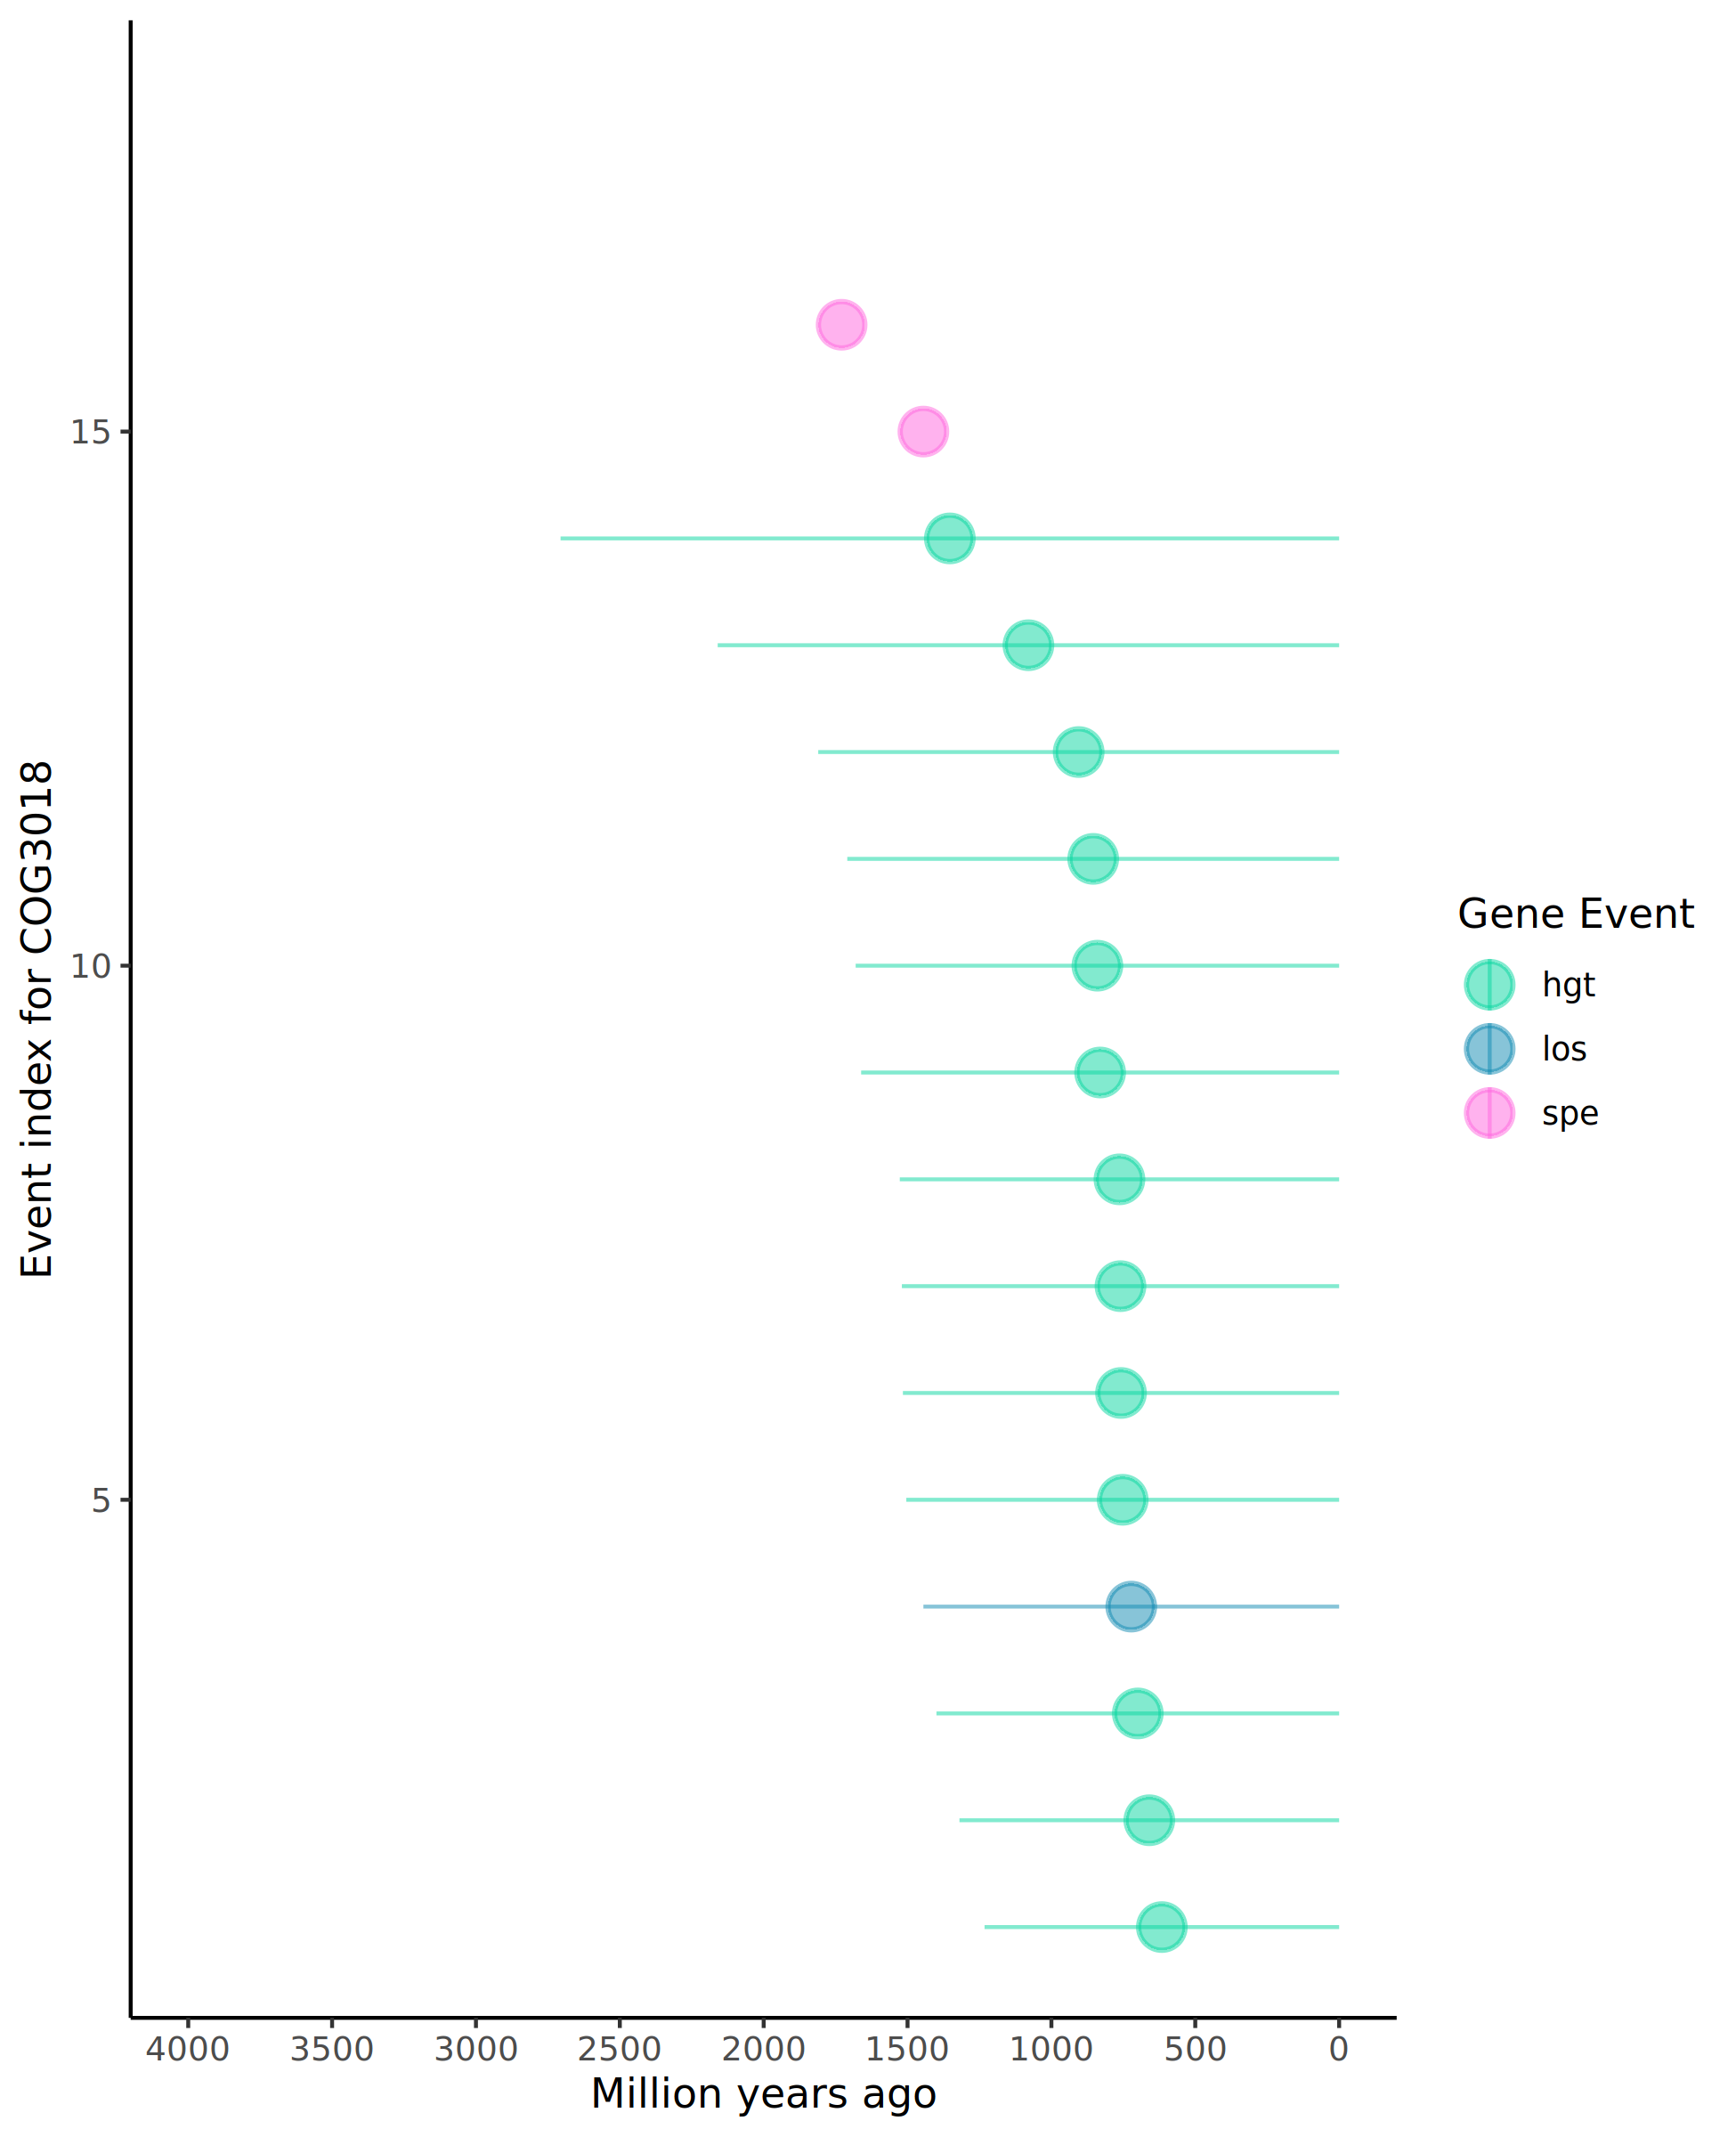 Event index for COG3018
15
10
5
4000 3500 3000 2500 2000 1500 1000 500 0
Million years ago
Gene Event
hgt
los
spe